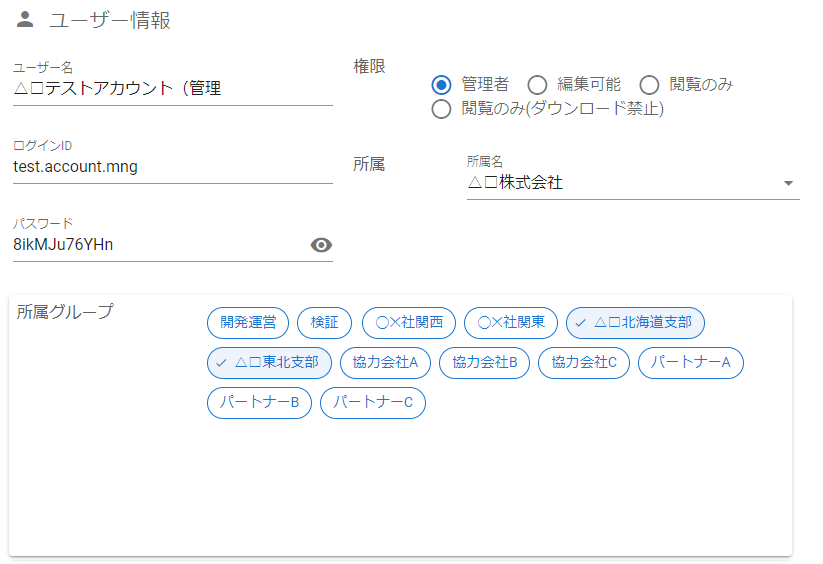 ユーザー情報
ユーザー名
△□テストアカウント（管理
ログインID
test.account.mng
パスワード
8ikMJu76YHn
権限
管理者 編集可能 閲覧のみ
閲覧のみ(ダウンロード禁止)
所属
所属名
△□株式会社
所属グループ
開発運営 検証 〇×社関西 〇×社関東 △□北海道支部
△□東北支部 協力会社A 協力会社B 協力会社C パートナーA
パートナーB パートナーC